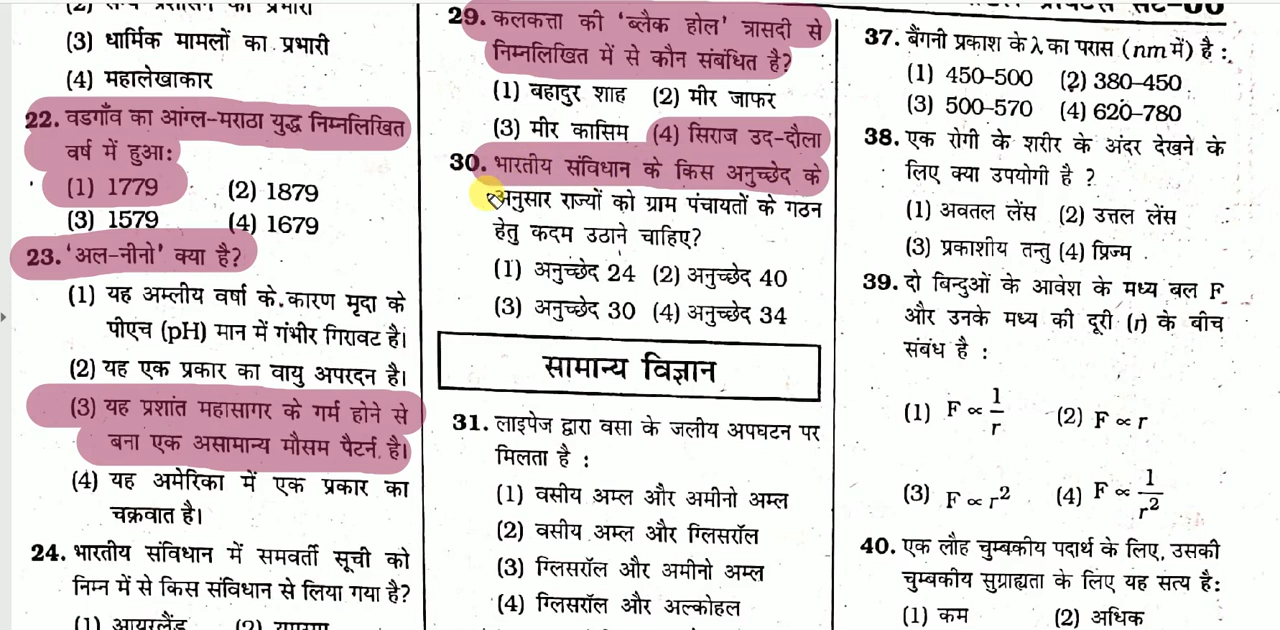 (3) धार्मिक मामलों का प्रभारी
(4) महालेखाकार
22. वडगाँव का आंग्ल-मराठा युद्ध निम्नलिखित
वर्ष में हुआ:
(1) 1779 (2) 1879
(3) 1579 (4) 1679
23. 'अल-नीनो' क्या है?
(1) यह अम्लीय वर्षा के कारण मृदा के
पीएच (pH) मान में गंभीर गिरावट है।
(2) यह एक प्रकार का वायु अपरदन है।
(3) यह प्रशांत महासागर के गर्म होने से
बना एक असामान्य मौसम पैटर्न है।
(4) यह अमेरिका में एक प्रकार का
चक्रवात है।
24. भारतीय संविधान में समवर्ती सूची को
निम्न में से किस संविधान से लिया गया है?
(1) आयरलैंड (2)
29. कलकत्ता की 'ब्लैक होल' त्रासदी से
निम्नलिखित में से कौन संबंधित है?
(1) बहादुर शाह (2) मीर जाफर
(3) मीर कासिम (4) सिराज उद-दौला
30. भारतीय संविधान के किस अनुच्छेद के
अनुसार राज्यों को ग्राम पंचायतों के गठन
हेतु कदम उठाने चाहिए?
(1) अनुच्छेद 24 (2) अनुच्छेद 40
(3) अनुच्छेद 30 (4) अनुच्छेद 34
सामान्य विज्ञान
31. लाइपेज द्वारा वसा के जलीय अपघटन पर
मिलता है :
(1) वसीय अम्ल और अमीनो अम्ल
(2) वसीय अम्ल और ग्लिसरॉल
(3) ग्लिसरॉल और अमीनो अम्ल
(4) ग्लिसरॉल और अल्कोहल
37. बैंगनी प्रकाश के λ का परास (nm में) है :
(1) 450–500 (2) 380–450
(3) 500–570 (4) 620–780
38. एक रोगी के शरीर के अंदर देखने के
लिए क्या उपयोगी है ?
(1) अवतल लेंस (2) उत्तल लेंस
(3) प्रकाशीय तन्तु (4) प्रिज्म
39. दो बिन्दुओं के आवेश के मध्य बल F
और उनके मध्य की दूरी (r) के बीच
संबंध है :
(1) F ∝ 1/r (2) F ∝ r
(3) F ∝ r² (4) F ∝ 1/r²
40. एक लौह चुम्बकीय पदार्थ के लिए, उसकी
चुम्बकीय सुग्राह्यता के लिए यह सत्य है:
(1) कम (2) अधिक